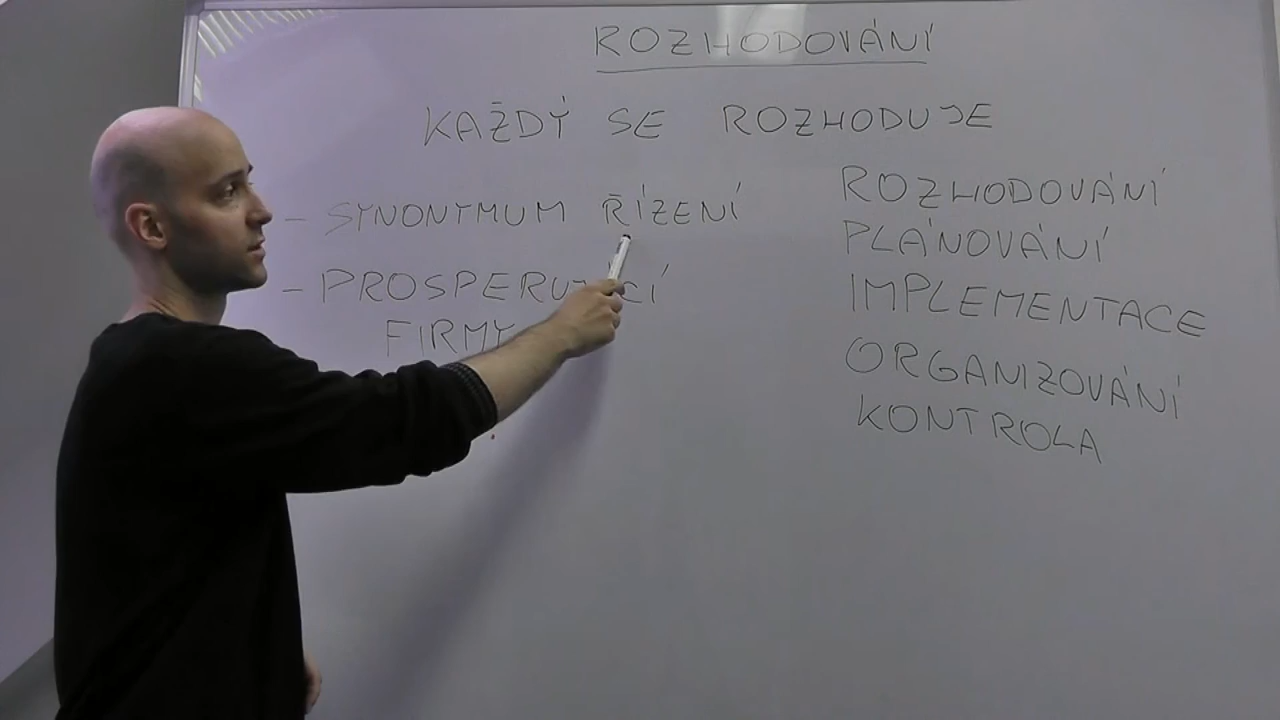 ROZHODOVÁNÍ
KAŽDÝ SE ROZHODUJE
- SYNONYMUM ŘÍZENÍ
- PROSPERUJÍCÍ
FIRMY
ROZHODOVÁNÍ
PLÁNOVÁNÍ
IMPLEMENTACE
ORGANIZOVÁNÍ
KONTROLA